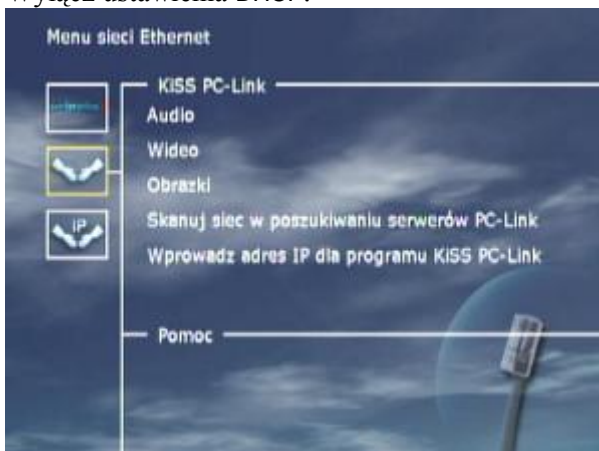 Menu sieci Ethernet
KiSS PC-Link
Audio
Wideo
Obrazki
Skanuj siec w poszukiwaniu serwerów PC-Link
Wprowadz adres IP dla programu KiSS PC-Link
IP
Pomoc